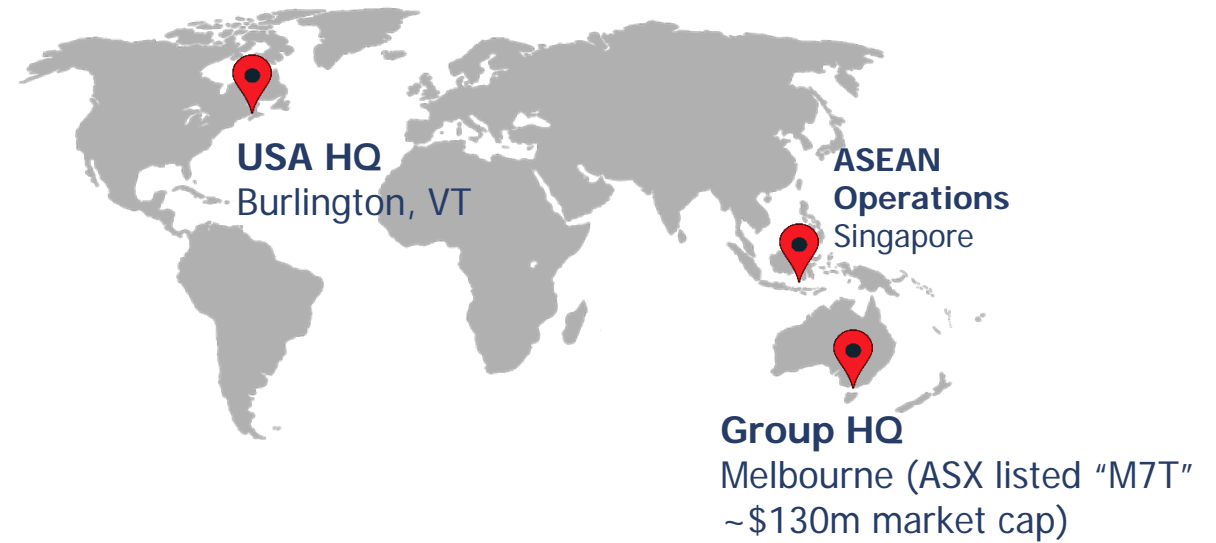 USA HQ
Burlington, VT
ASEAN
Operations
Singapore
Group HQ
Melbourne (ASX listed “M7T”
~$130m market cap)